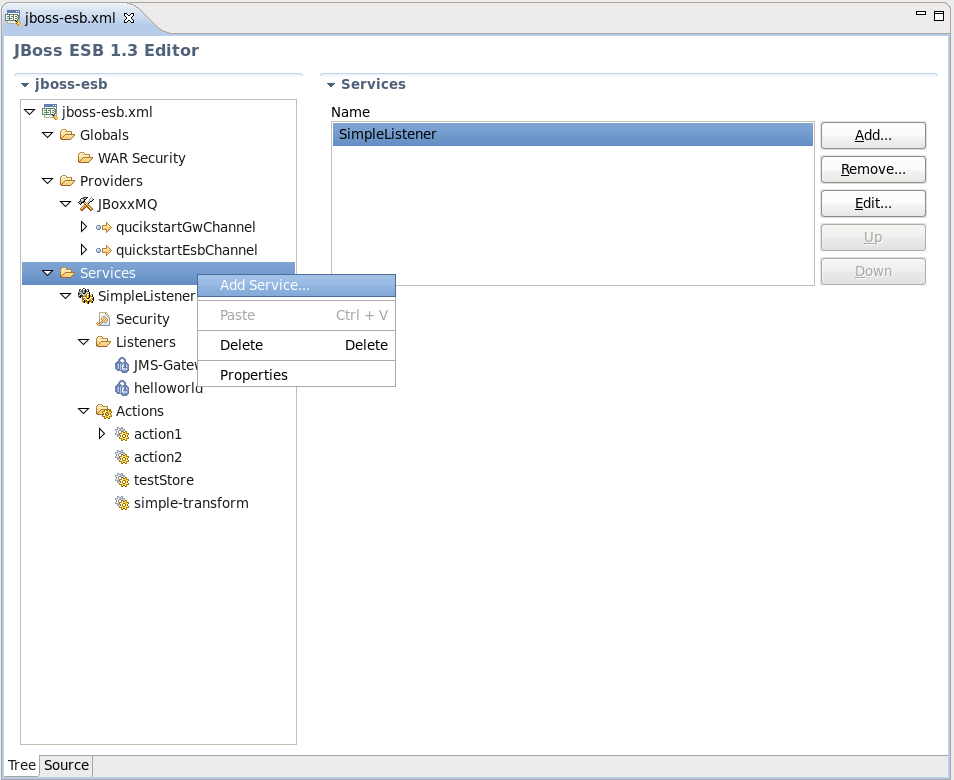 jboss-esb.xml
JBoss ESB 1.3 Editor
jboss-esb
jboss-esb.xml
Globals
WAR Security
Providers
JBoxxMQ
qucikstartGwChannel
quickstartEsbChannel
Services
SimpleListener
Security
Listeners
JMS-Gatew
helloworld
Actions
action1
action2
testStore
simple-transform
Add Service...
Paste Ctrl + V
Delete Delete
Properties
Services
Name
SimpleListener
Add...
Remove...
Edit...
Up
Down
Tree Source